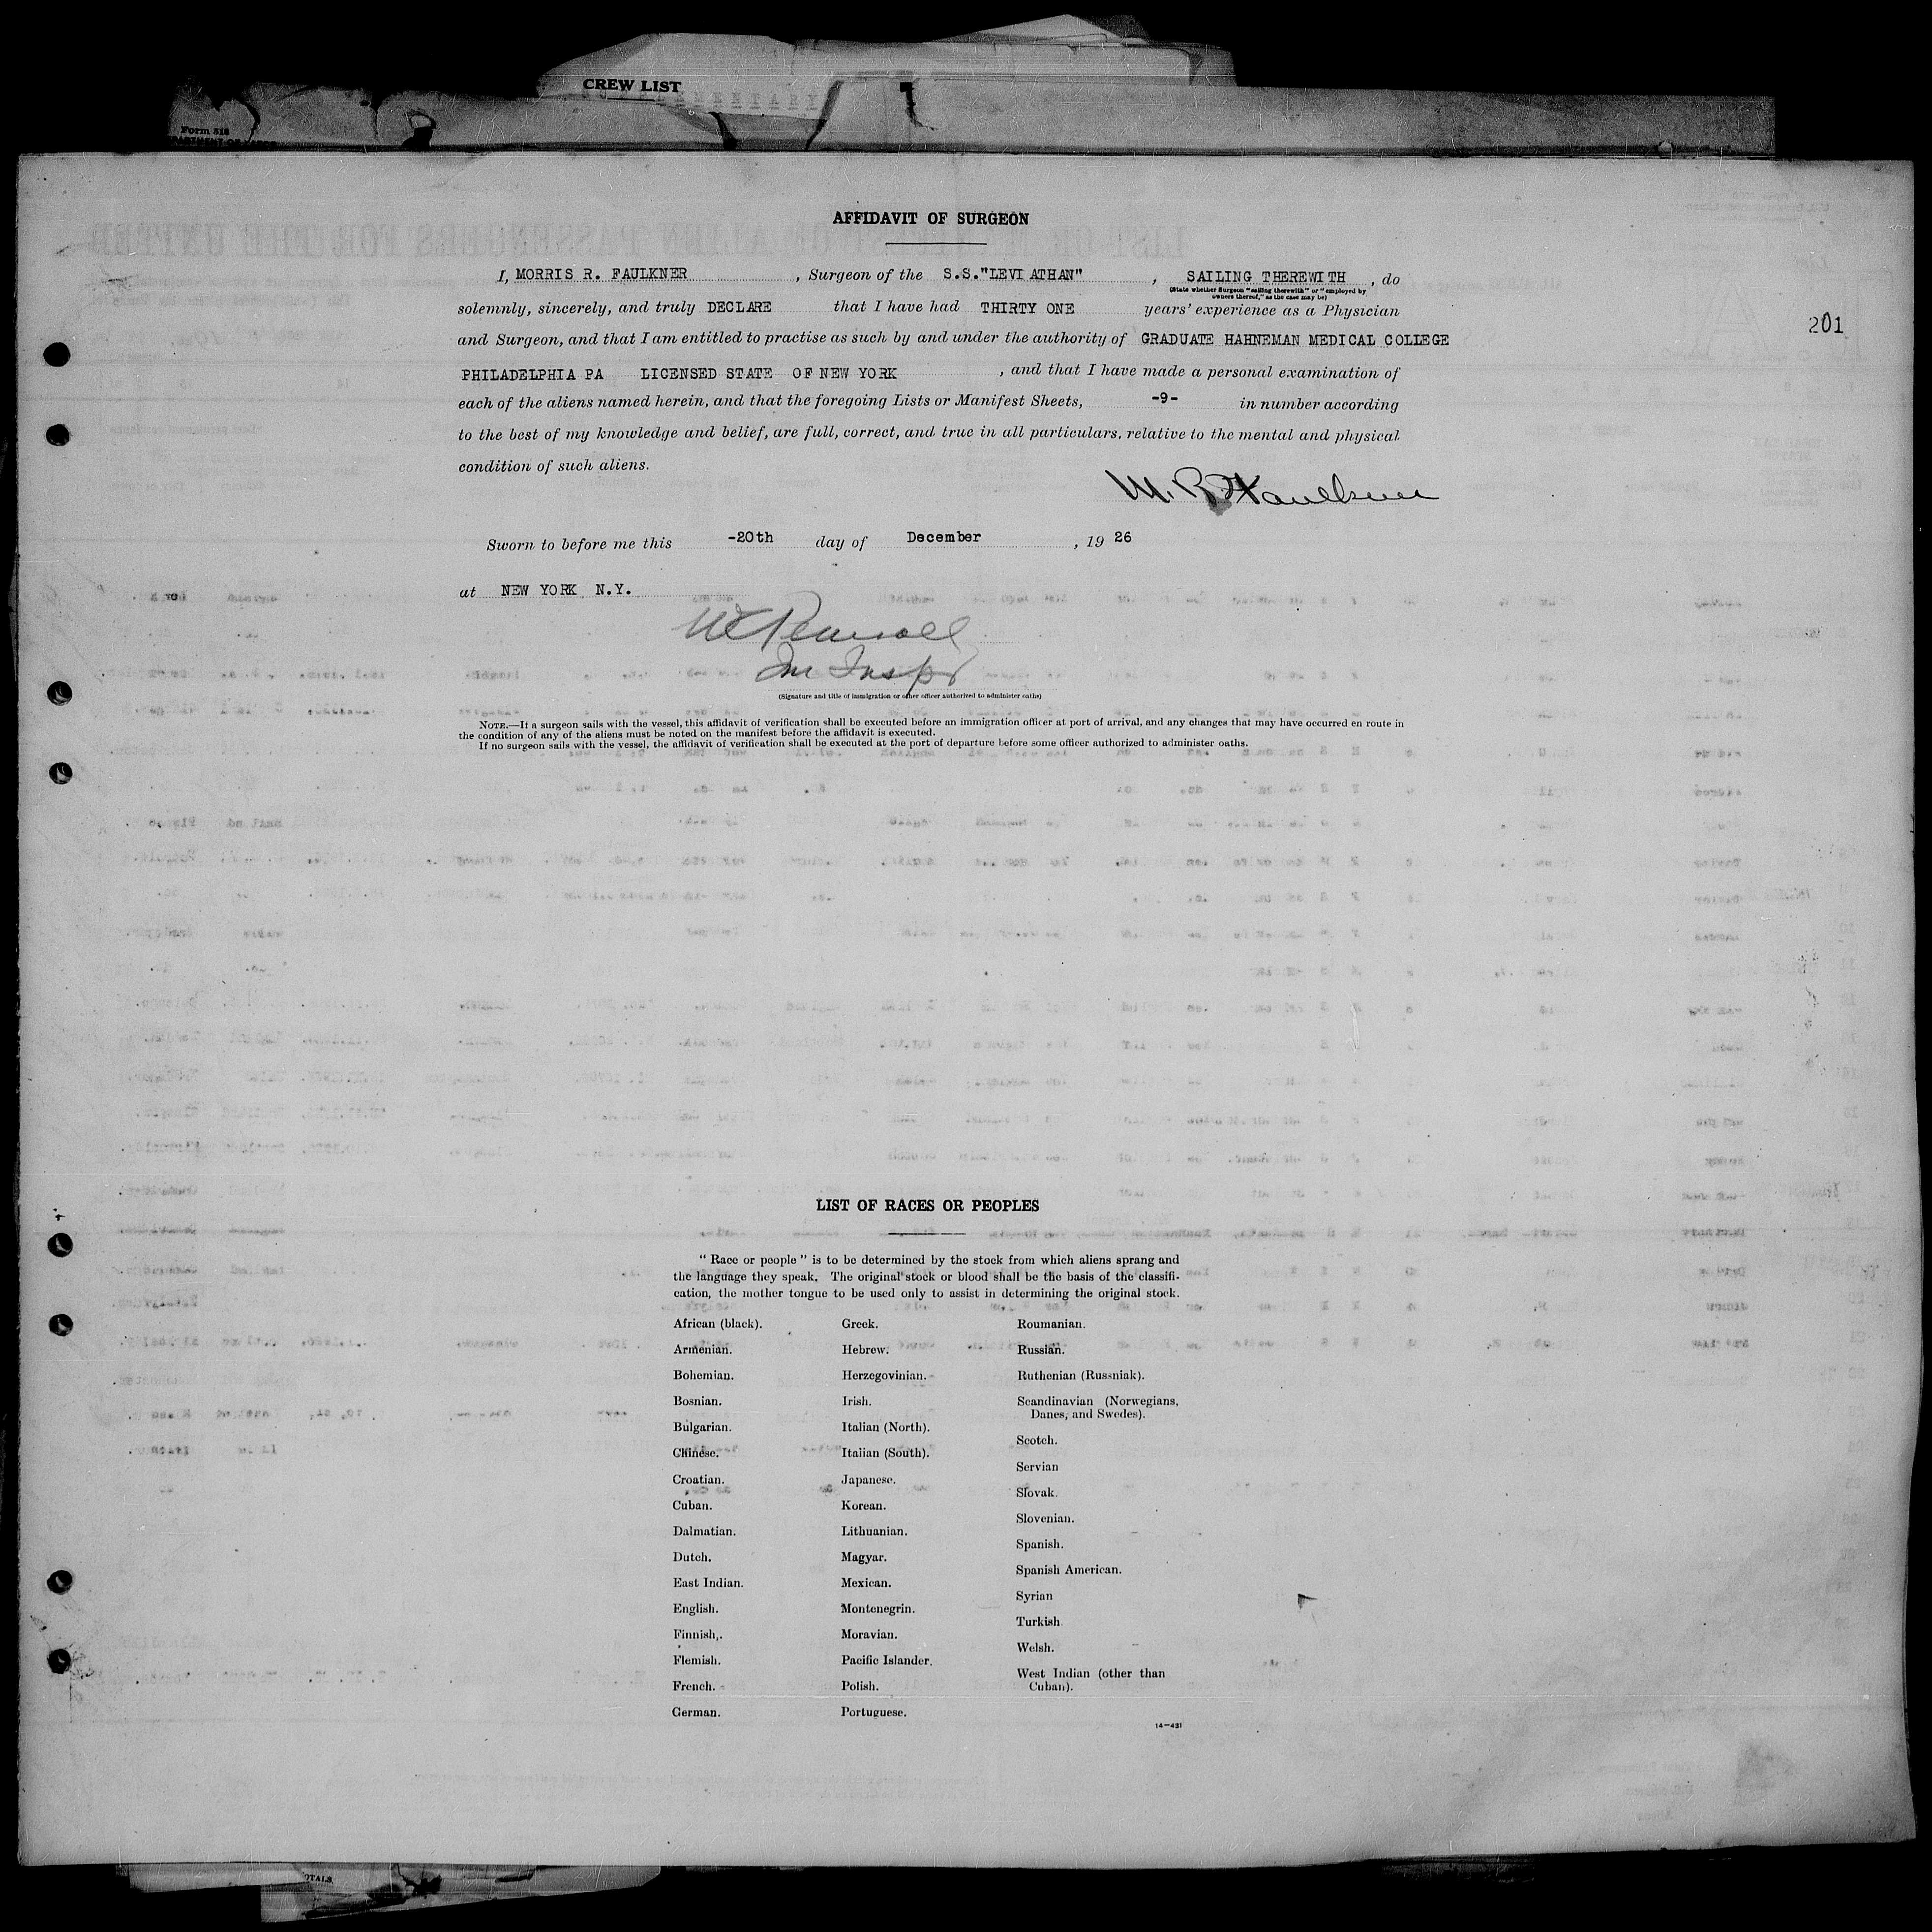 CREW LIST
SUPPLEMENTARY
Form 518
AFFIDAVIT OF SURGEON
I, MORRIS R. FAULKNER, Surgeon of the S.S."LEVIATHAN", SAILING THEREWITH, do
(State whether Surgeon "sailing therewith" or "employed by
owners thereof," as the case may be)
solemnly, sincerely, and truly DECLARE that I have had THIRTY ONE years' experience as a Physician
201
and Surgeon, and that I am entitled to practise as such by and under the authority of GRADUATE HAHNEMAN MEDICAL COLLEGE
PHILADELPHIA PA LICENSED STATE OF NEW YORK, and that I have made a personal examination of
each of the aliens named herein, and that the foregoing Lists or Manifest Sheets, -9- in number according
to the best of my knowledge and belief, are full, correct, and true in all particulars, relative to the mental and physical
condition of such aliens.
M. R. Faulkner
Sworn to before me this -20th day of December, 19 26
at NEW YORK N.Y.
Im Inspr
(Signature and title of immigration or other officer authorized to administer oaths)
NOTE.—If a surgeon sails with the vessel, this affidavit of verification shall be executed before an immigration officer at port of arrival, and any changes that may have occurred en route in
the condition of any of the aliens must be noted on the manifest before the affidavit is executed.
If no surgeon sails with the vessel, the affidavit of verification shall be executed at the port of departure before some officer authorized to administer oaths.
LIST OF RACES OR PEOPLES
"Race or people" is to be determined by the stock from which aliens sprang and
the language they speak. The original stock or blood shall be the basis of the classifi-
cation, the mother tongue to be used only to assist in determining the original stock.
African (black).
Armenian.
Bohemian.
Bosnian.
Bulgarian.
Chinese.
Croatian.
Cuban.
Dalmatian.
Dutch.
East Indian.
English.
Finnish.
Flemish.
French.
German.
Greek.
Hebrew.
Herzegovinian.
Irish.
Italian (North).
Italian (South).
Japanese.
Korean.
Lithuanian.
Magyar.
Mexican.
Montenegrin.
Moravian.
Pacific Islander.
Polish.
Portuguese.
Roumanian.
Russian.
Ruthenian (Russniak).
Scandinavian (Norwegians,
Danes, and Swedes).
Scotch.
Servian
Slovak.
Slovenian.
Spanish.
Spanish American.
Syrian
Turkish.
Welsh.
West Indian (other than
Cuban).
14-431